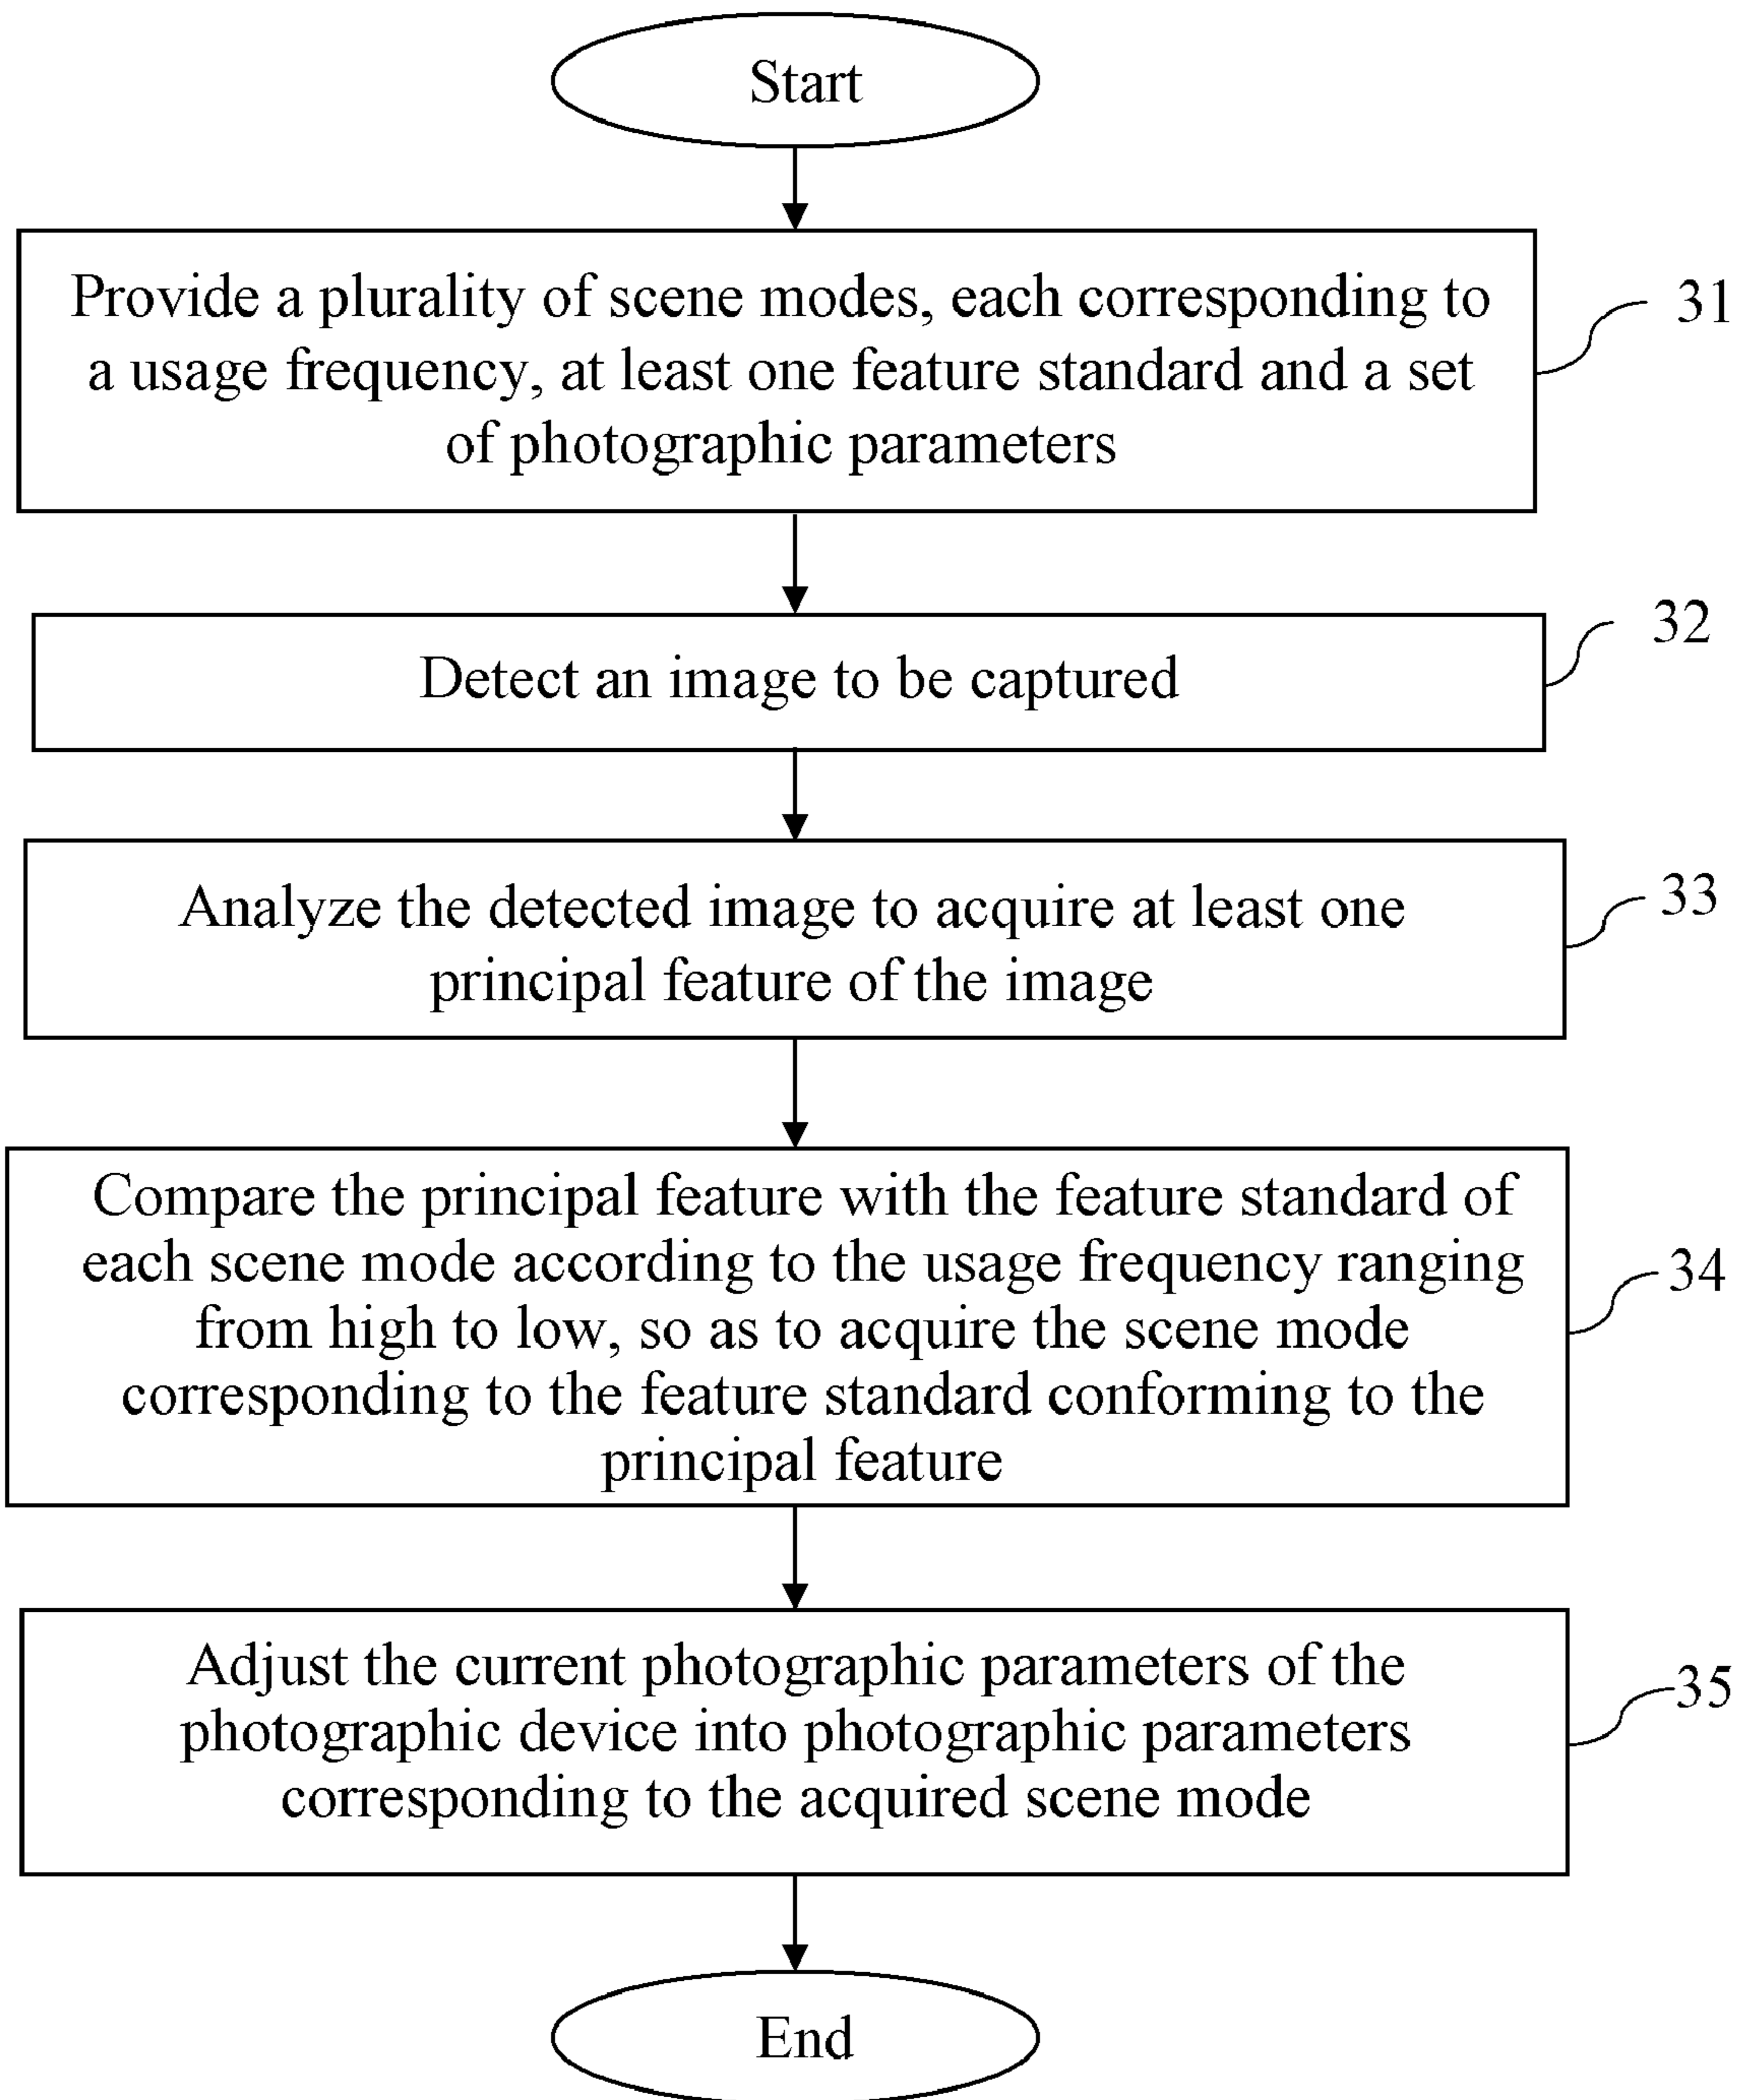 Start
Provide a plurality of scene modes, each corresponding to
a usage frequency, at least one feature standard and a set
of photographic parameters
31
Detect an image to be captured
32
Analyze the detected image to acquire at least one
principal feature of the image
33
Compare the principal feature with the feature standard of
each scene mode according to the usage frequency ranging
from high to low, so as to acquire the scene mode
corresponding to the feature standard conforming to the
principal feature
34
Adjust the current photographic parameters of the
photographic device into photographic parameters
corresponding to the acquired scene mode
35
End